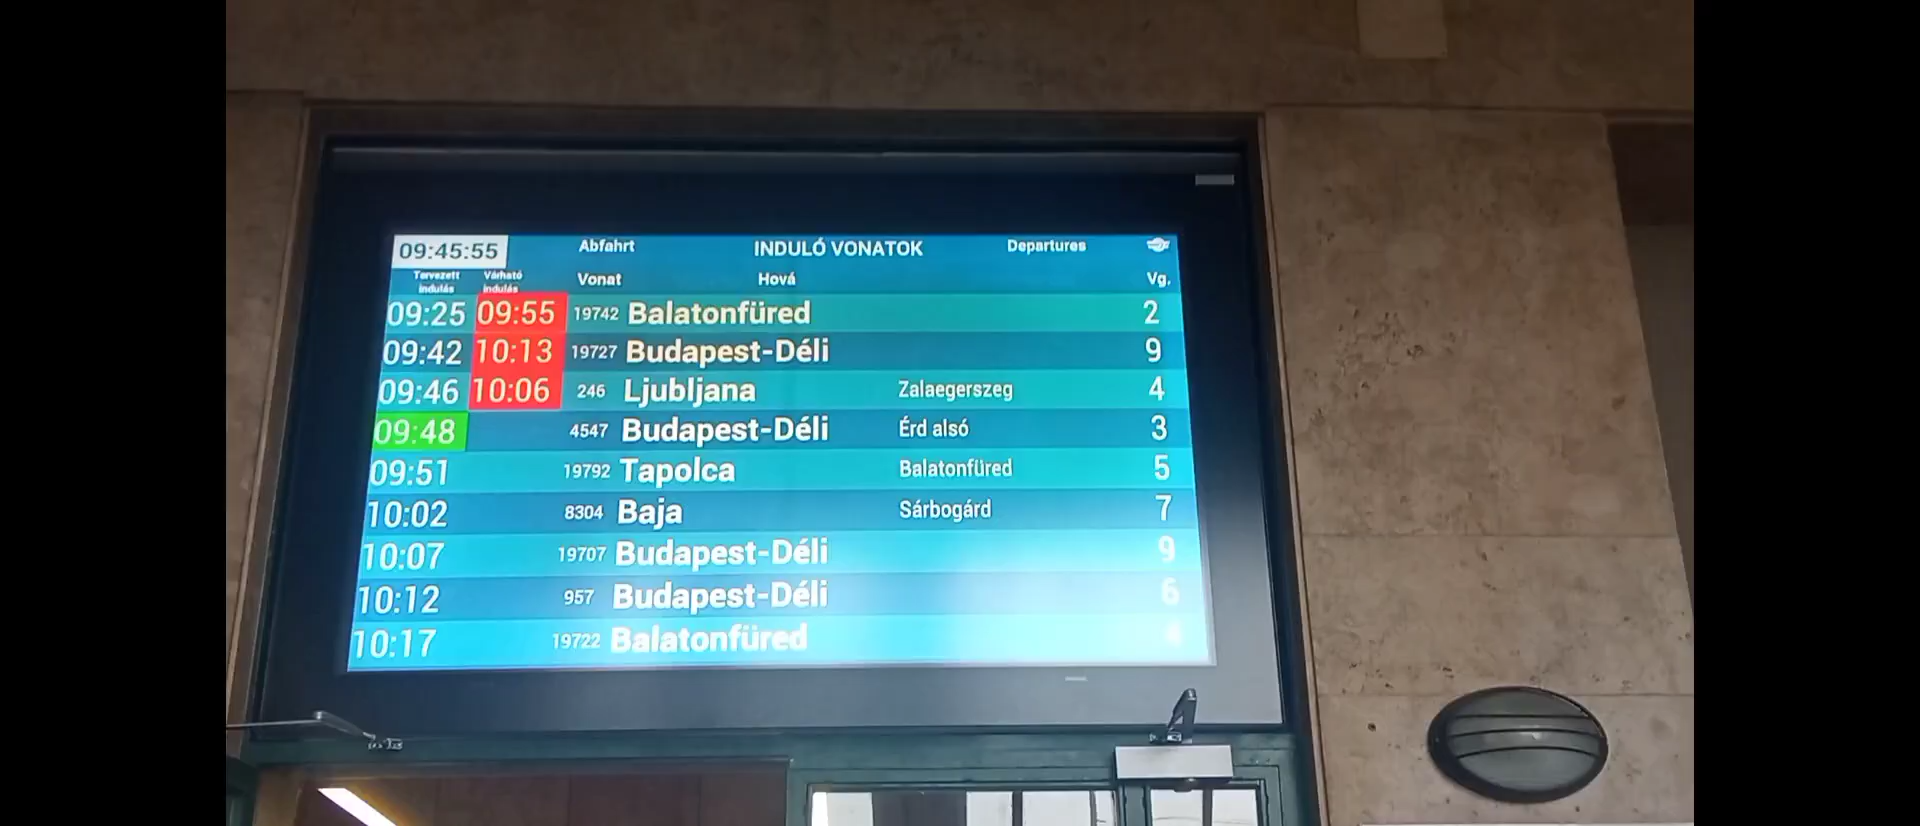 09:45:55 Abfahrt INDULÓ VONATOK Departures
Tervezett indulás Várható indulás Vonat Hová Vg.
09:25 09:55 19742 Balatonfüred 2
09:42 10:13 19727 Budapest-Déli 9
09:46 10:06 246 Ljubljana Zalaegerszeg 4
09:48 4547 Budapest-Déli Érd alsó 3
09:51 19792 Tapolca Balatonfüred 5
10:02 8304 Baja Sárbogárd 7
10:07 19707 Budapest-Déli 9
10:12 957 Budapest-Déli 6
10:17 19722 Balatonfüred